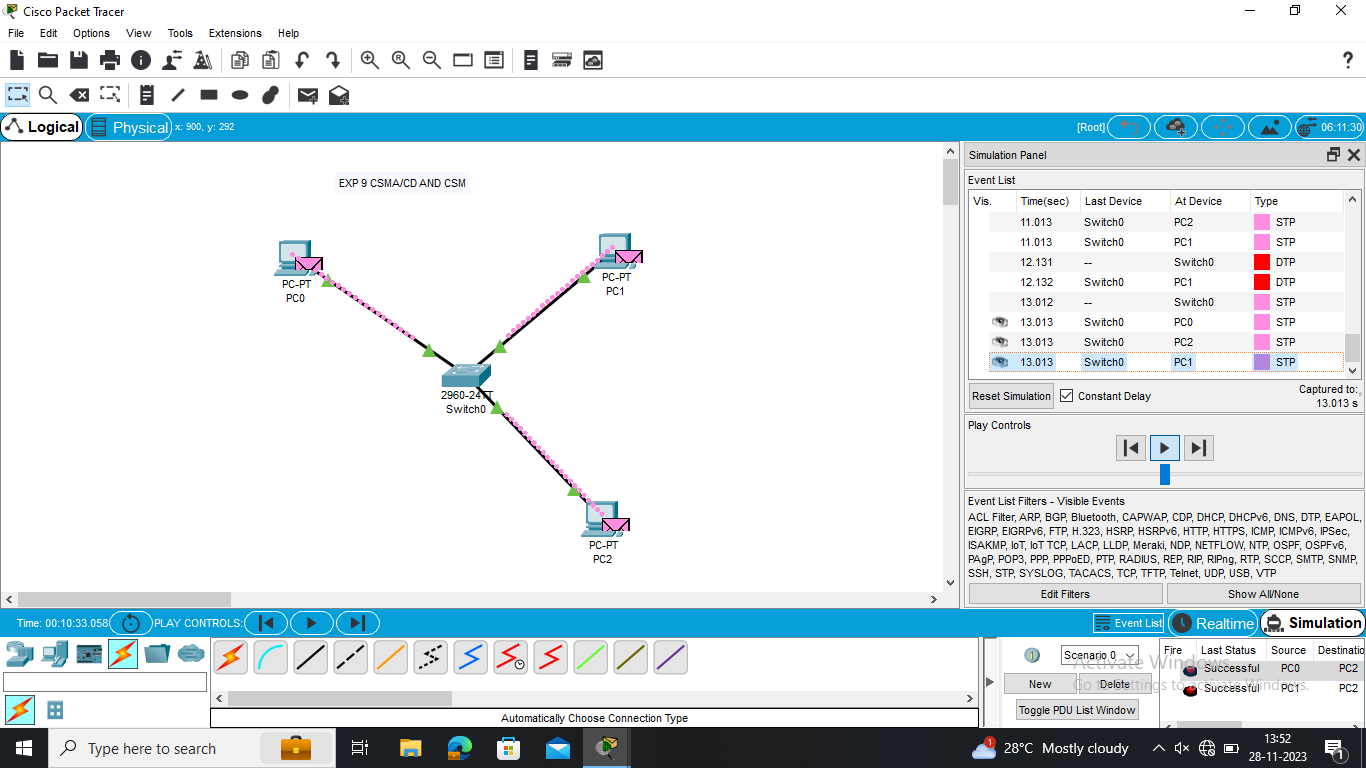 Cisco Packet Tracer
File Edit Options View Tools Extensions Help
Logical Physical x: 900, y: 292 [Root] 06:11:30
EXP 9 CSMA/CD AND CSM
PC-PT
PC0
PC-PT
PC1
2960-24TT
Switch0
PC-PT
PC2
Simulation Panel
Event List
Vis. Time(sec) Last Device At Device Type
11.013 Switch0 PC2 STP
11.013 Switch0 PC1 STP
12.131 -- Switch0 DTP
12.132 Switch0 PC1 DTP
13.012 -- Switch0 STP
13.013 Switch0 PC0 STP
13.013 Switch0 PC2 STP
13.013 Switch0 PC1 STP
Reset Simulation Constant Delay Captured to:
13.013 s
Play Controls
Event List Filters - Visible Events
ACL Filter, ARP, BGP, Bluetooth, CAPWAP, CDP, DHCP, DHCPv6, DNS, DTP, EAPOL,
EIGRP, EIGRPv6, FTP, H.323, HSRP, HSRPv6, HTTP, HTTPS, ICMP, ICMPv6, IPSec,
ISAKMP, IoT, IoT TCP, LACP, LLDP, Meraki, NDP, NETFLOW, NTP, OSPF, OSPFv6,
PAgP, POP3, PPP, PPPoED, PTP, RADIUS, REP, RIP, RIPng, RTP, SCCP, SMTP, SNMP,
SSH, STP, SYSLOG, TACACS, TCP, TFTP, Telnet, UDP, USB, VTP
Edit Filters Show All/None
Time: 00:10:33.058 PLAY CONTROLS: Event List Realtime Simulation
Scenario 0
New Delete
Toggle PDU List Window
Fire Last Status Source Destinatio
Successful PC0 PC2
Successful PC1 PC2
Activate Windows
Go to Settings to activate Windows.
Automatically Choose Connection Type
Type here to search
1
28°C Mostly cloudy
13:52
28-11-2023
1